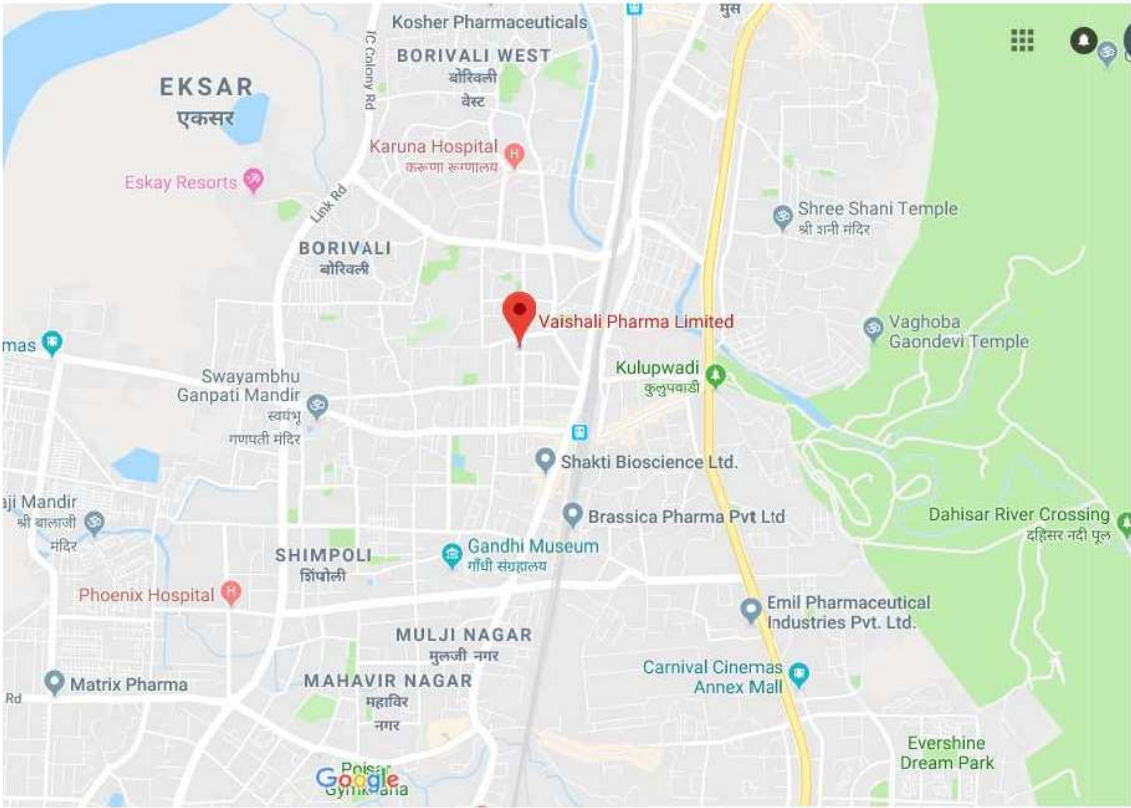 Kosher Pharmaceuticals
BORIVALI WEST
बोरिवली
वेस्ट
IC Colony Rd
EKSAR
एकसर
Karuna Hospital
करूणा रूग्णालय
Eskay Resorts
Link Rd
Shree Shani Temple
श्री शनी मंदिर
BORIVALI
बोरिवली
Vaishali Pharma Limited
Vaghoba
Gaondevi Temple
mas
Kulupwadi
कुलुपवाडी
Swayambhu
Ganpati Mandir
स्वयंभू
गणपती मंदिर
Shakti Bioscience Ltd.
aji Mandir
श्री बालाजी
मंदिर
Brassica Pharma Pvt Ltd
Dahisar River Crossing
दहिसर नदी पूल
SHIMPOLI
शिंपोली
Gandhi Museum
गाँधी संग्रहालय
Phoenix Hospital
Emil Pharmaceutical
Industries Pvt. Ltd.
MULJI NAGAR
मुलजी नगर
Carnival Cinemas
Annex Mall
Matrix Pharma
Rd
MAHAVIR NAGAR
महाविर
नगर
Evershine
Dream Park
Poisar
Gymkhana
Google